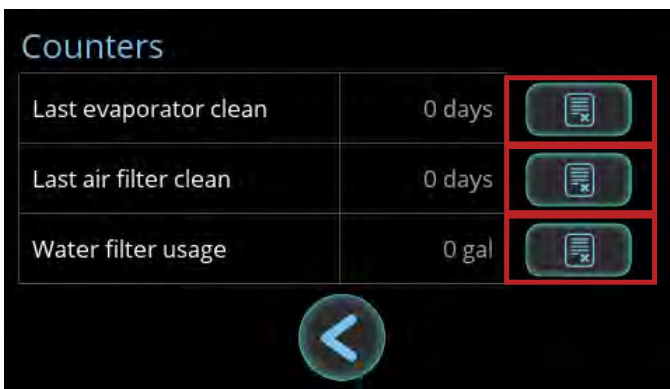 Counters
Last evaporator clean 0 days
Last air filter clean 0 days
Water filter usage 0 gal